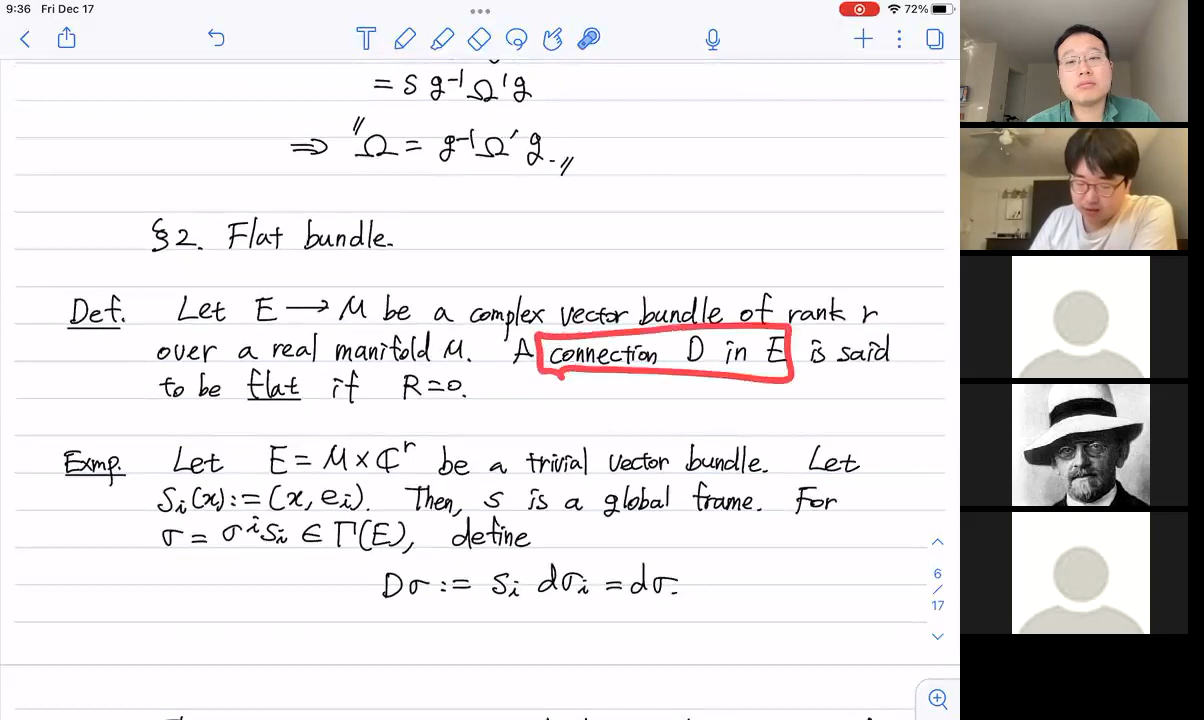 9:36 Fri Dec 17
72%
= s g⁻¹Ω′g
⇒ ″Ω = g⁻¹Ω′g.″
§2. Flat bundle.
Def. Let E → M be a complex vector bundle of rank r
over a real manifold M. A connection D in E is said
to be flat if R=0.
Exmp. Let E = M×ℂʳ be a trivial vector bundle. Let
sᵢ(x) := (x, eᵢ). Then, s is a global frame. For
σ = σⁱsᵢ ∈ Γ(E), define
Dσ := sᵢ dσᵢ = dσ.
6
/
17